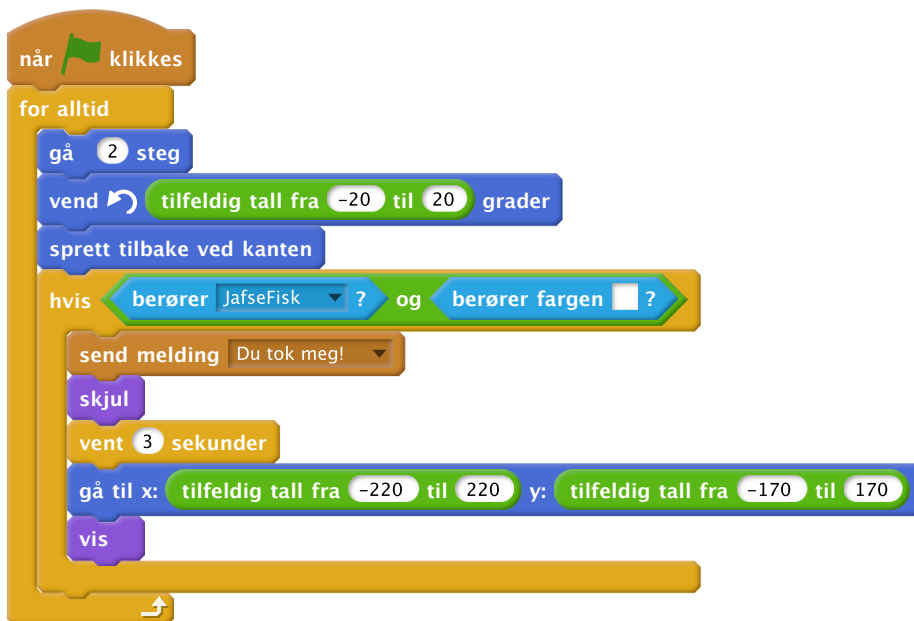 når klikkes
for alltid
gå 2 steg
vend tilfeldig tall fra -20 til 20 grader
sprett tilbake ved kanten
hvis berører JafseFisk ? og berører fargen ?
send melding Du tok meg!
skjul
vent 3 sekunder
gå til x: tilfeldig tall fra -220 til 220 y: tilfeldig tall fra -170 til 170
vis